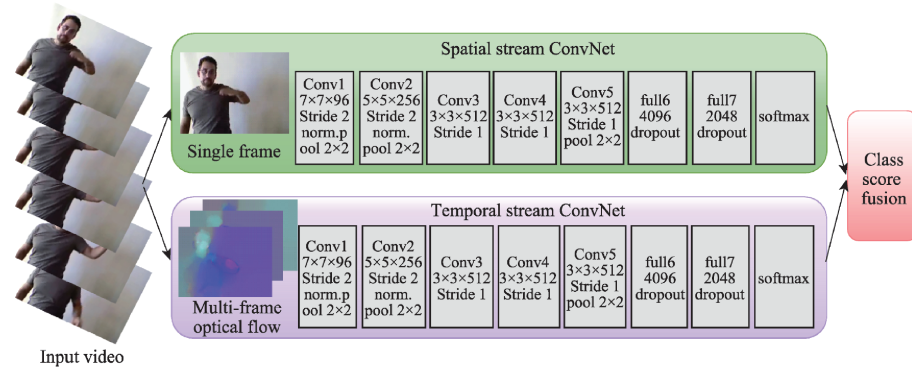 Spatial stream ConvNet
Single frame
Conv1
7×7×96
Stride 2
norm.p
ool 2×2
Conv2
5×5×256
Stride 2
norm.
pool 2×2
Conv3
3×3×512
Stride 1
Conv4
3×3×512
Stride 1
Conv5
3×3×512
Stride 1
pool 2×2
full6
4096
dropout
full7
2048
dropout
softmax
Temporal stream ConvNet
Multi-frame
optical flow
Conv1
7×7×96
Stride 2
norm.p
ool 2×2
Conv2
5×5×256
Stride 2
norm.
pool 2×2
Conv3
3×3×512
Stride 1
Conv4
3×3×512
Stride 1
Conv5
3×3×512
Stride 1
pool 2×2
full6
4096
dropout
full7
2048
dropout
softmax
Class
score
fusion
Input video